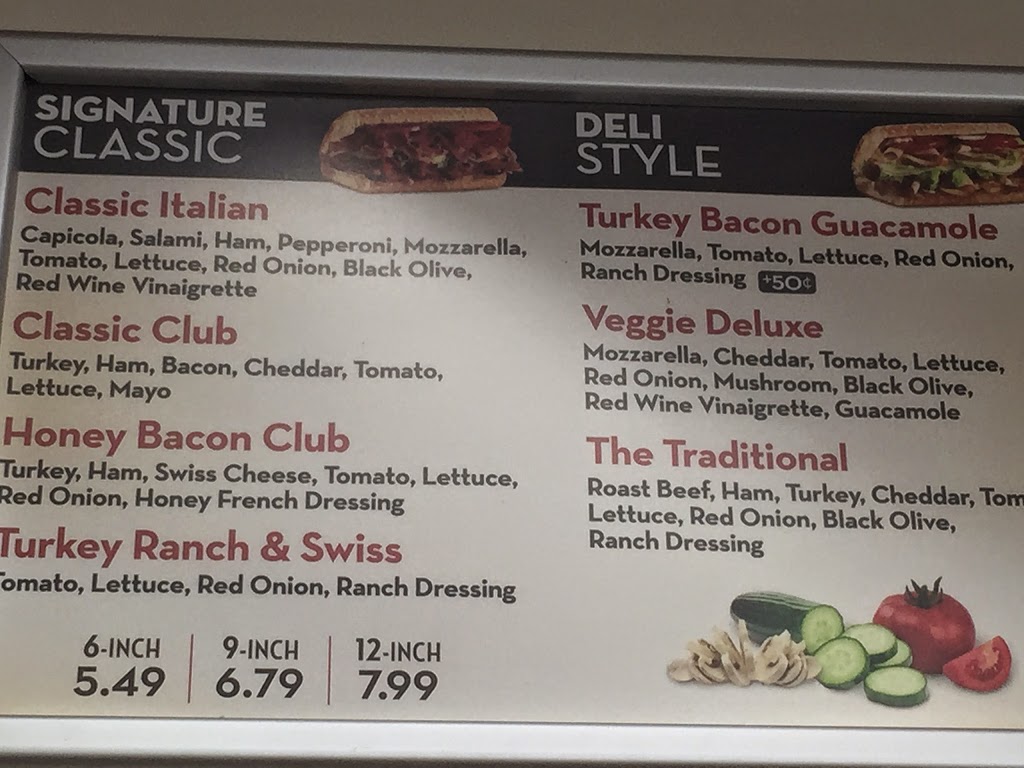 SIGNATURE
CLASSIC
Classic Italian
Capicola, Salami, Ham, Pepperoni, Mozzarella,
Tomato, Lettuce, Red Onion, Black Olive,
Red Wine Vinaigrette
Classic Club
Turkey, Ham, Bacon, Cheddar, Tomato,
Lettuce, Mayo
Honey Bacon Club
Turkey, Ham, Swiss Cheese, Tomato, Lettuce,
Red Onion, Honey French Dressing
Turkey Ranch & Swiss
Tomato, Lettuce, Red Onion, Ranch Dressing
6-INCH 9-INCH 12-INCH
5.49 6.79 7.99
DELI
STYLE
Turkey Bacon Guacamole
Mozzarella, Tomato, Lettuce, Red Onion,
Ranch Dressing +50¢
Veggie Deluxe
Mozzarella, Cheddar, Tomato, Lettuce,
Red Onion, Mushroom, Black Olive,
Red Wine Vinaigrette, Guacamole
The Traditional
Roast Beef, Ham, Turkey, Cheddar, Tom
Lettuce, Red Onion, Black Olive,
Ranch Dressing